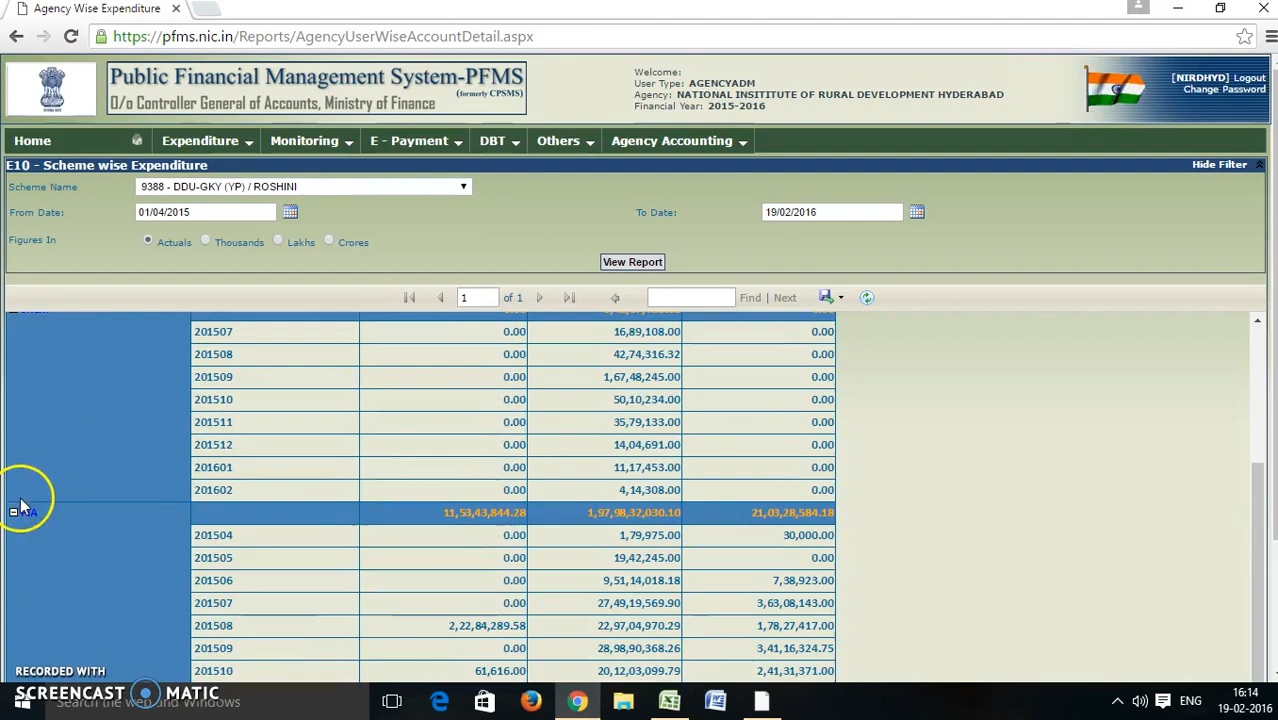 Agency Wise Expenditure
https://pfms.nic.in/Reports/AgencyUserWiseAccountDetail.aspx
Public Financial Management System-PFMS
(formerly CPSMS)
O/o Controller General of Accounts, Ministry of Finance
Welcome:
User Type: AGENCYADM
Agency: NATIONAL INSITITUTE OF RURAL DEVELOPMENT HYDERABAD
Financial Year: 2015-2016
[NIRDHYD] Logout
Change Password
Home Expenditure Monitoring E - Payment DBT Others Agency Accounting
E10 - Scheme wise Expenditure Hide Filter
Scheme Name 9388 - DDU-GKY (YP) / ROSHINI
From Date: 01/04/2015 To Date: 19/02/2016
Figures In Actuals Thousands Lakhs Crores
View Report
1 of 1 Find | Next
201507 0.00 16,89,108.00 0.00
201508 0.00 42,74,316.32 0.00
201509 0.00 1,67,48,245.00 0.00
201510 0.00 50,10,234.00 0.00
201511 0.00 35,79,133.00 0.00
201512 0.00 14,04,691.00 0.00
201601 0.00 11,17,453.00 0.00
201602 0.00 4,14,308.00 0.00
11,53,43,844.28 1,97,98,32,030.10 21,03,28,584.18
201504 0.00 1,79,975.00 30,000.00
201505 0.00 19,42,245.00 0.00
201506 0.00 9,51,14,018.18 7,38,923.00
201507 0.00 27,49,19,569.90 3,63,08,143.00
201508 2,22,84,289.58 22,97,04,970.29 1,78,27,417.00
201509 0.00 28,98,90,368.26 3,41,16,324.75
201510 61,616.00 20,12,03,099.79 2,41,31,371.00
RECORDED WITH
SCREENCAST MATIC
Search the web and Windows
ENG
16:14
19-02-2016